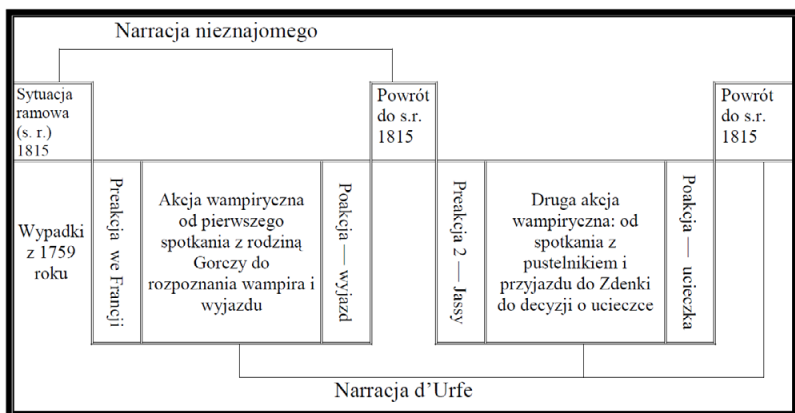 Narracja nieznajomego
Sytuacja
ramowa
(s. r.)
1815
Powrót
do s.r.
1815
Powrót
do s.r.
1815
Wypadki
z 1759
roku
Preakcja we Francji
Akcja wampiryczna
od pierwszego
spotkania z rodziną
Gorczy do
rozpoznania wampira i
wyjazdu
Poakcja — wyjazd
Preakcja 2 — Jassy
Druga akcja
wampiryczna: od
spotkania z
pustelnikiem i
przyjazdu do Zdenki
do decyzji o ucieczce
Poakcja — ucieczka
Narracja d’Urfe